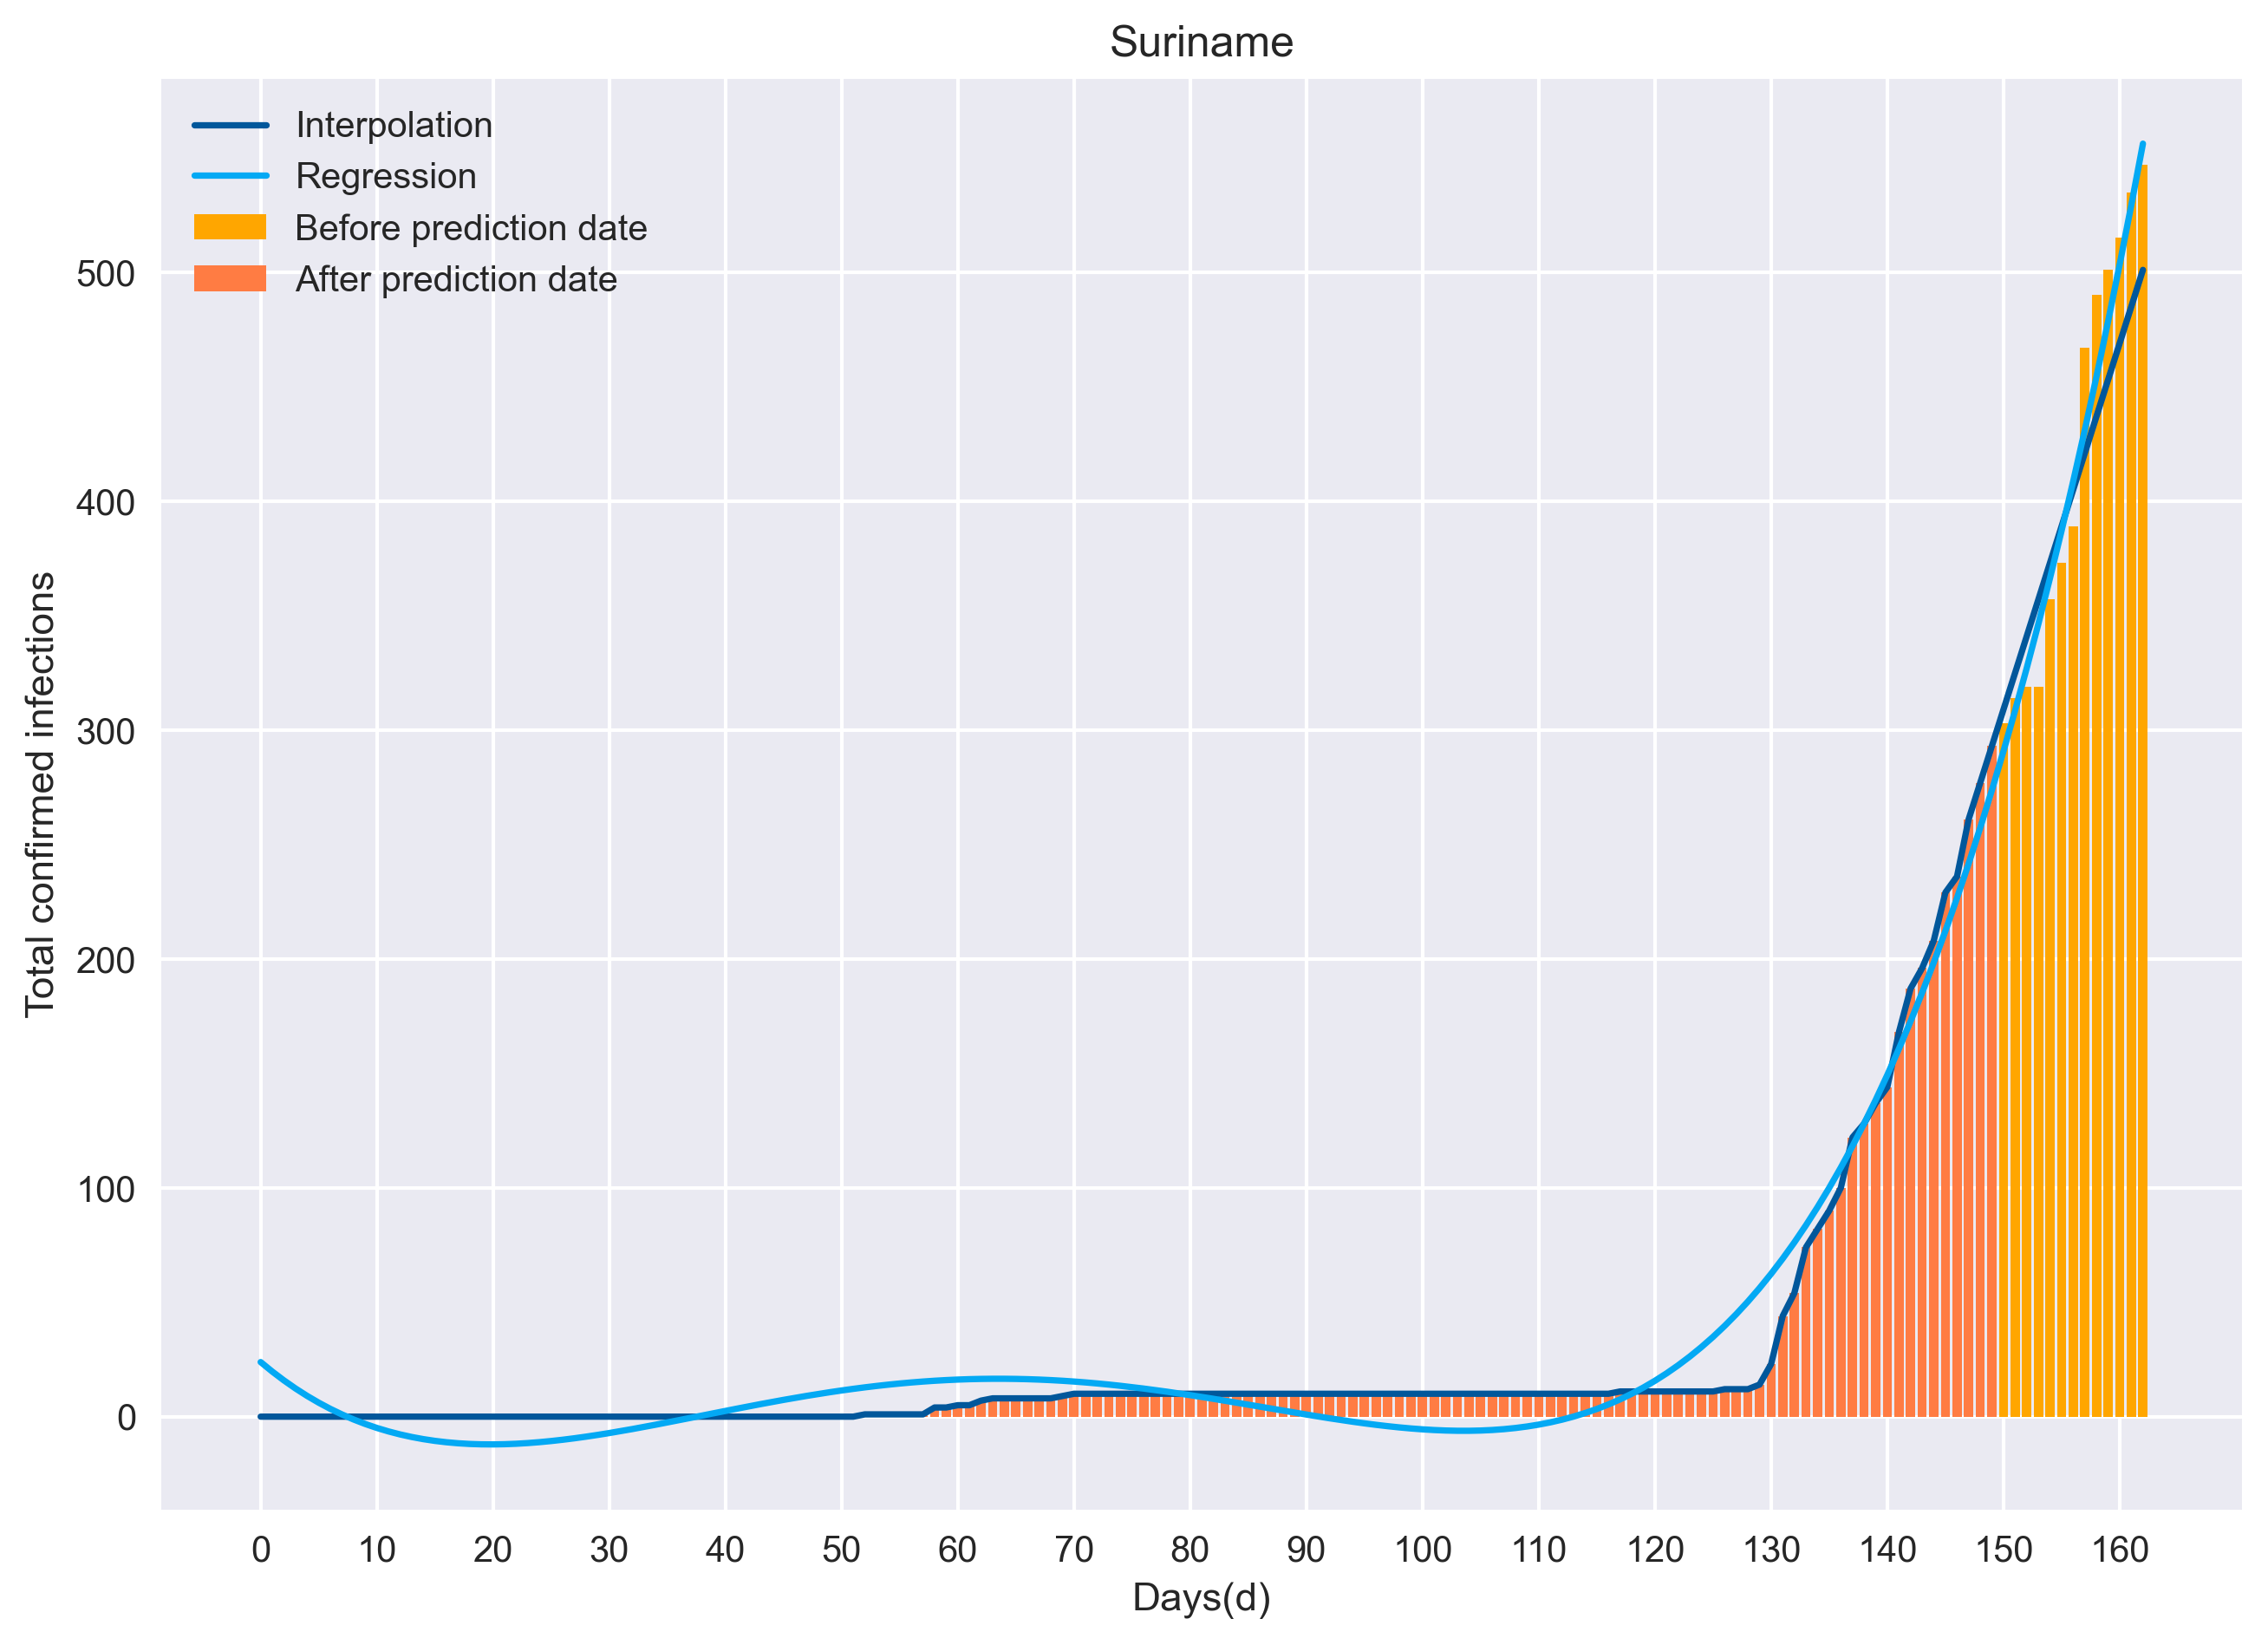 Suriname
Interpolation
Regression
Before prediction date
After prediction date
500
400
300
200
100
0
Total confirmed infections
0 10 20 30 40 50 60 70 80 90 100 110 120 130 140 150 160
Days(d)